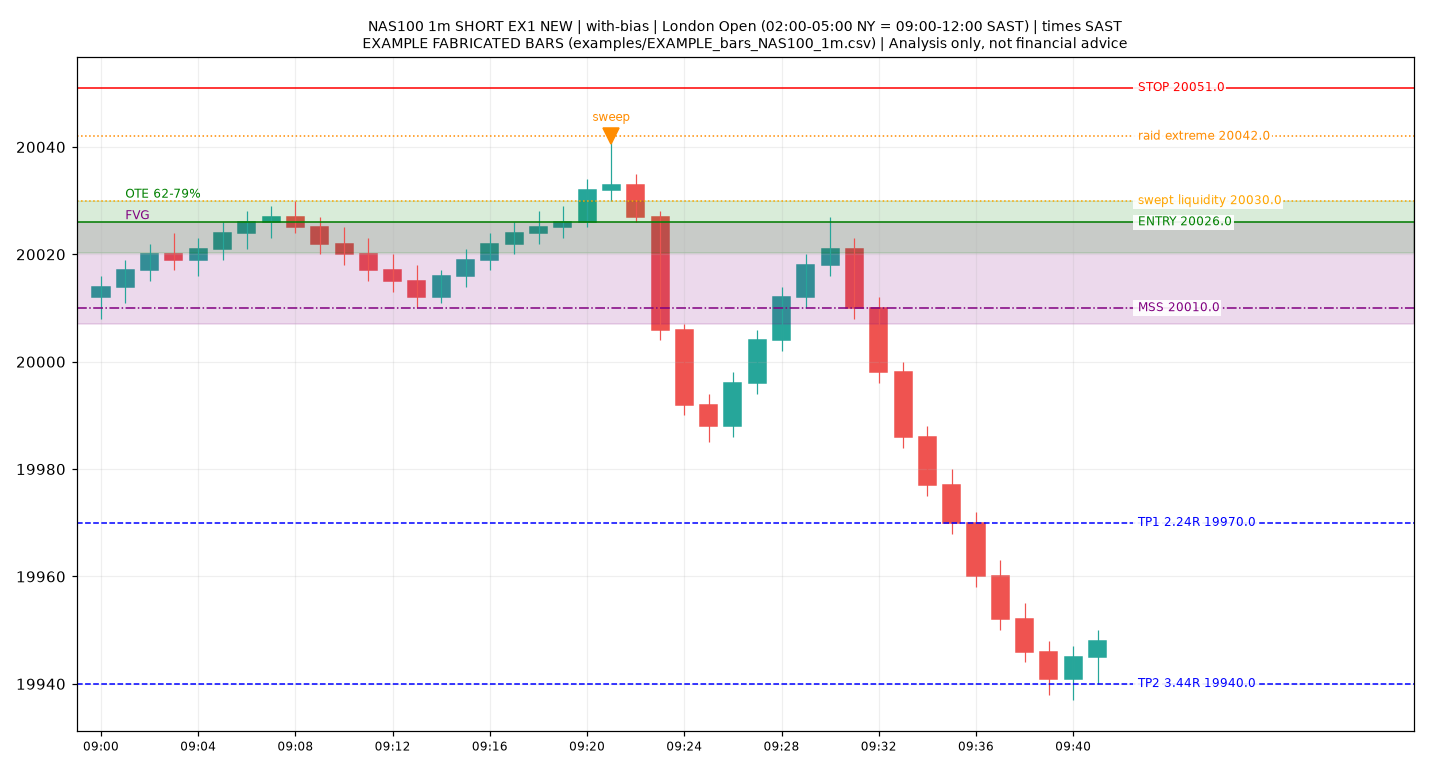 NAS100 1m SHORT EX1 NEW | with-bias | London Open (02:00-05:00 NY = 09:00-12:00 SAST) | times SAST
EXAMPLE FABRICATED BARS (examples/EXAMPLE_bars_NAS100_1m.csv) | Analysis only, not financial advice
STOP 20051.0
sweep
raid extreme 20042.0
20040
OTE 62-79%
swept liquidity 20030.0
FVG
ENTRY 20026.0
20020
MSS 20010.0
20000
19980
TP1 2.24R 19970.0
19960
TP2 3.44R 19940.0
19940
09:00 09:04 09:08 09:12 09:16 09:20 09:24 09:28 09:32 09:36 09:40